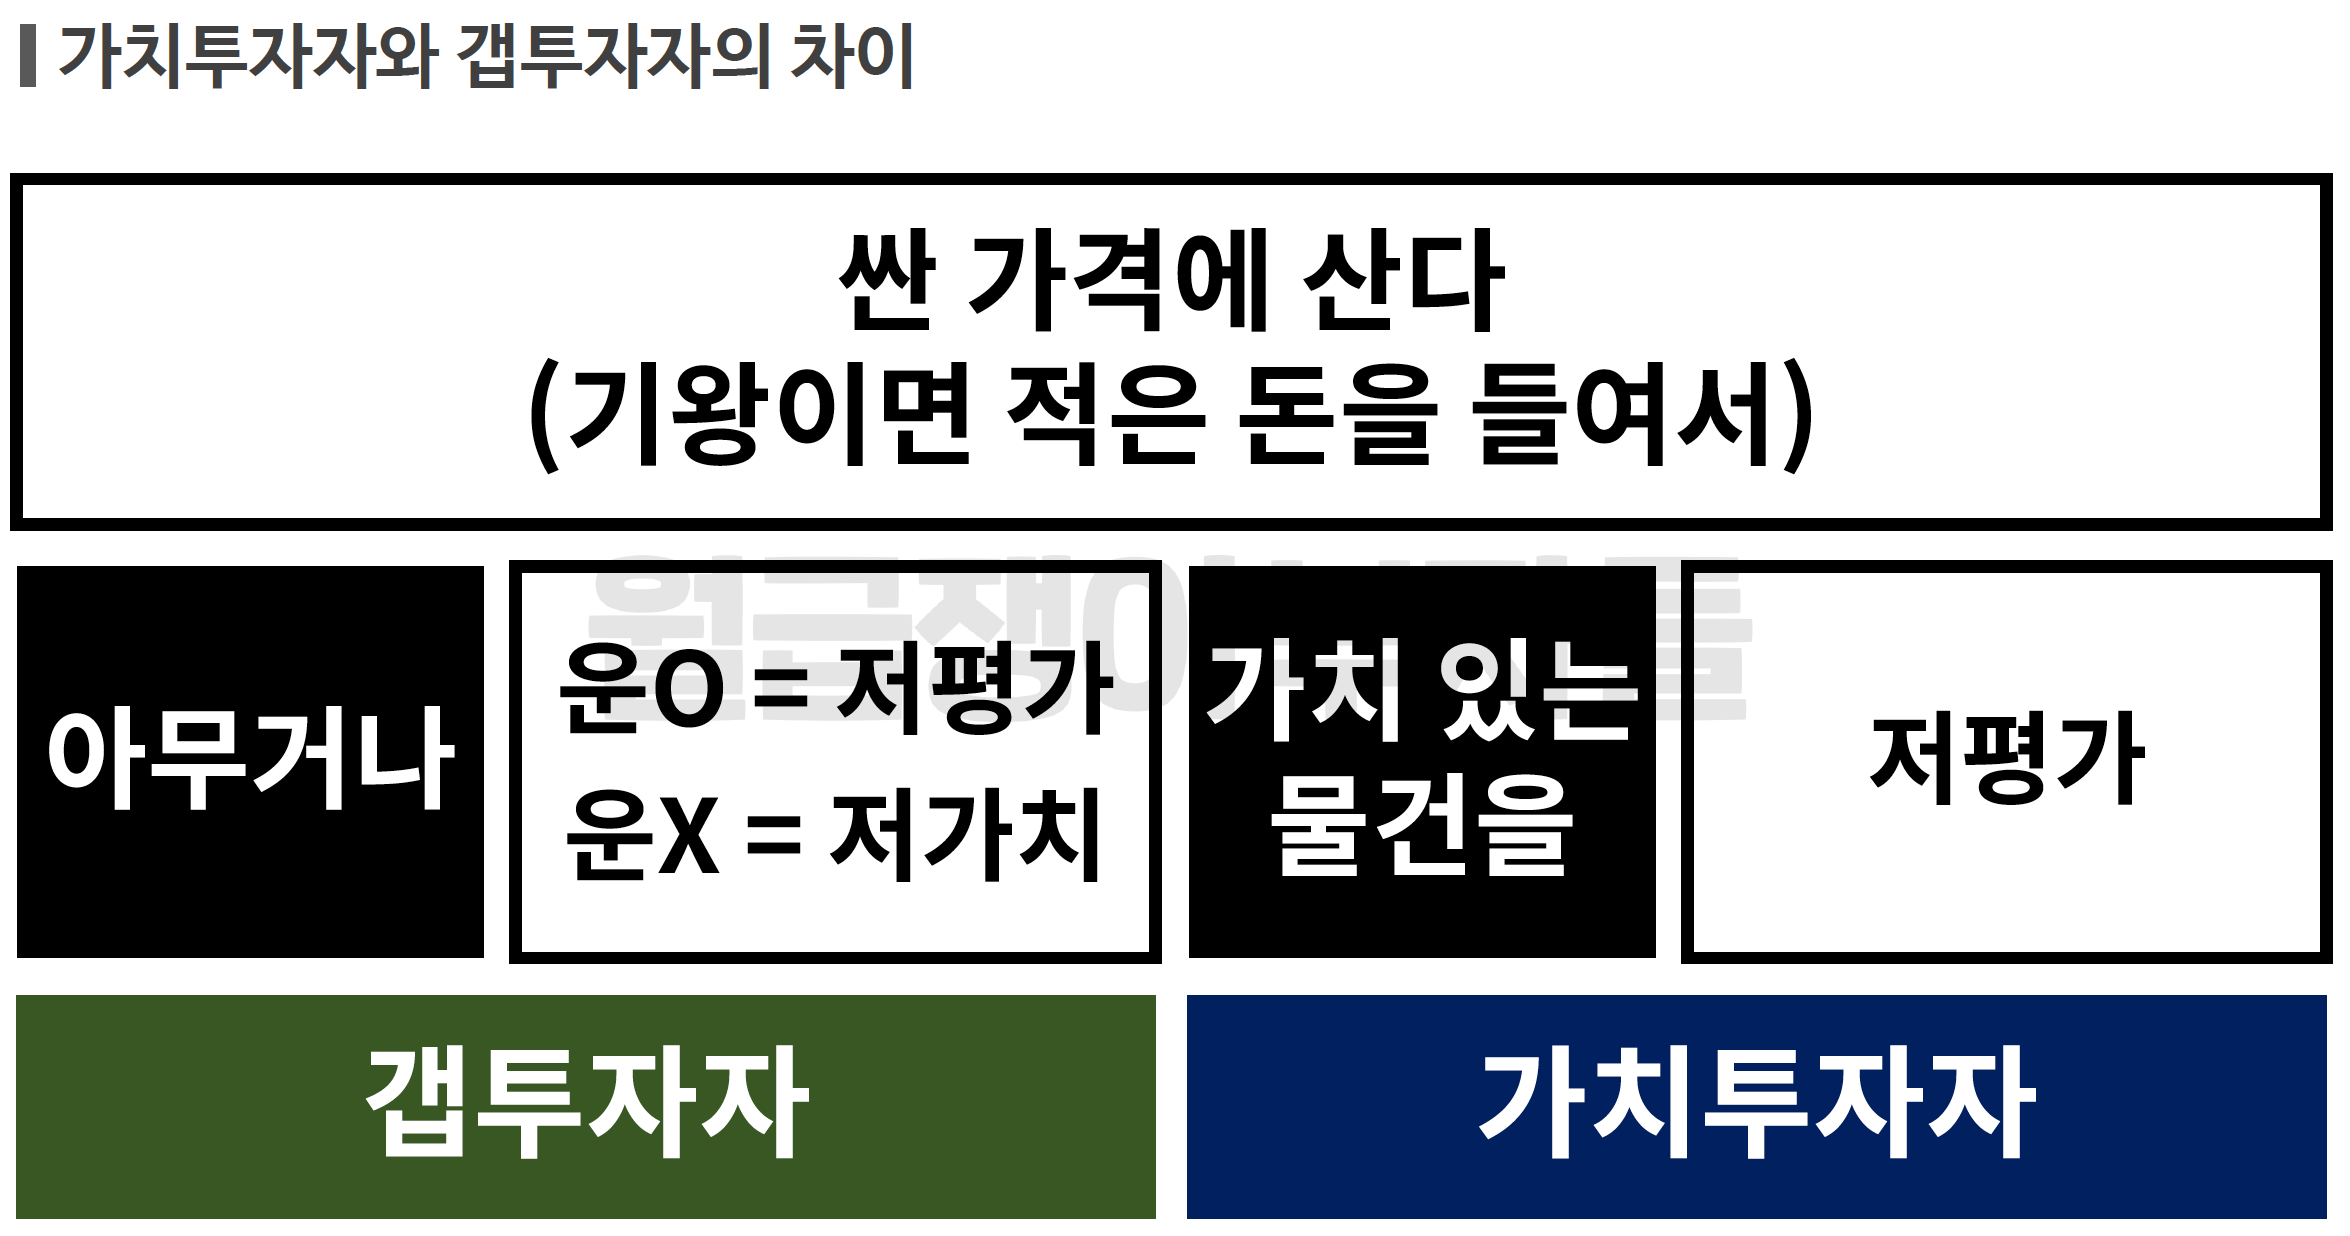 가치투자자와 갭투자자의 차이
싼 가격에 산다
(기왕이면 적은 돈을 들여서)
아무거나
운O = 저평가
운X = 저가치
가치 있는
물건을
저평가
갭투자자
가치투자자